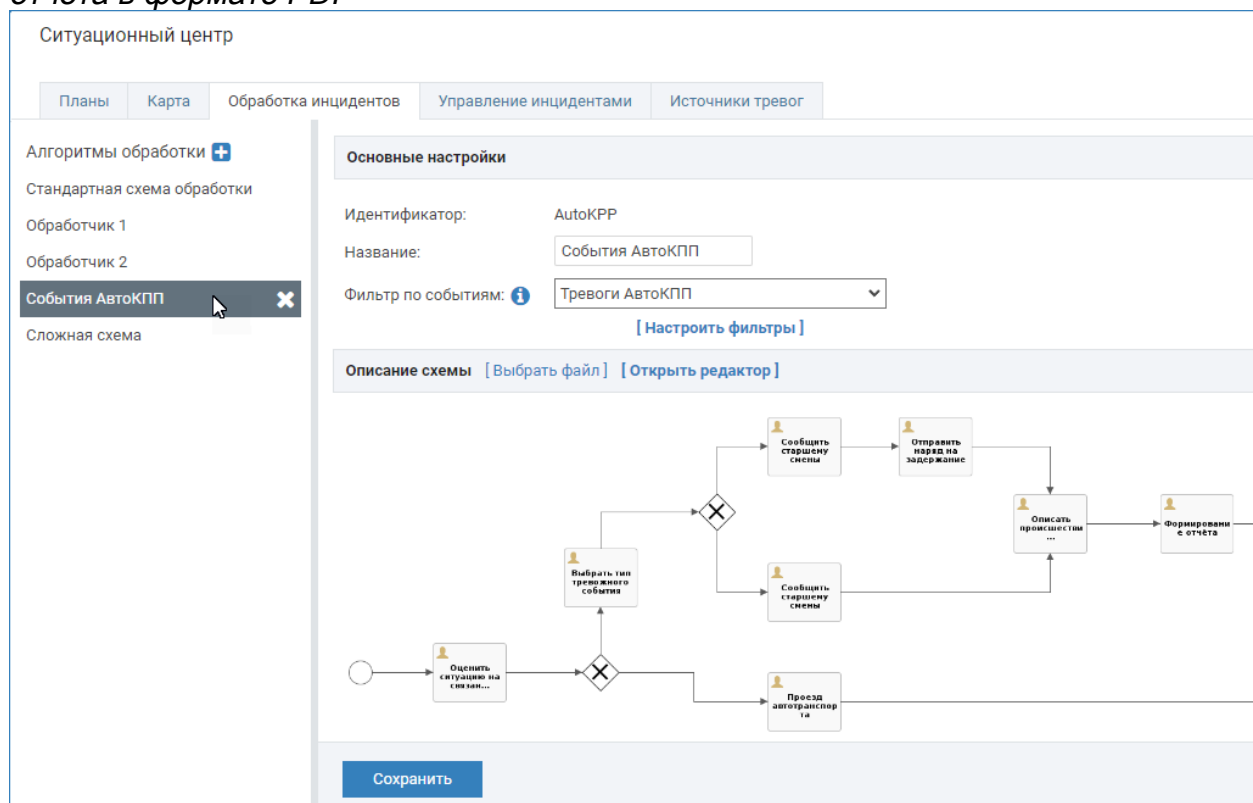 отчёта в формате PDF
Ситуационный центр
Планы Карта Обработка инцидентов Управление инцидентами Источники тревог
Алгоритмы обработки
Стандартная схема обработки
Обработчик 1
Обработчик 2
События АвтоКПП
Сложная схема
Основные настройки
Идентификатор: AutoKPP
Название: События АвтоКПП
Фильтр по событиям: Тревоги АвтоКПП
[ Настроить фильтры ]
Описание схемы [ Выбрать файл ] [ Открыть редактор ]
Сообщить
старшему
смены
Отправить
наряд на
задержание
Описать
происшестви
...
Формировани
е отчёта
Выбрать тип
тревожного
события
Сообщить
старшему
смены
Оценить
ситуацию на
связан...
Проезд
автотранспор
та
Сохранить